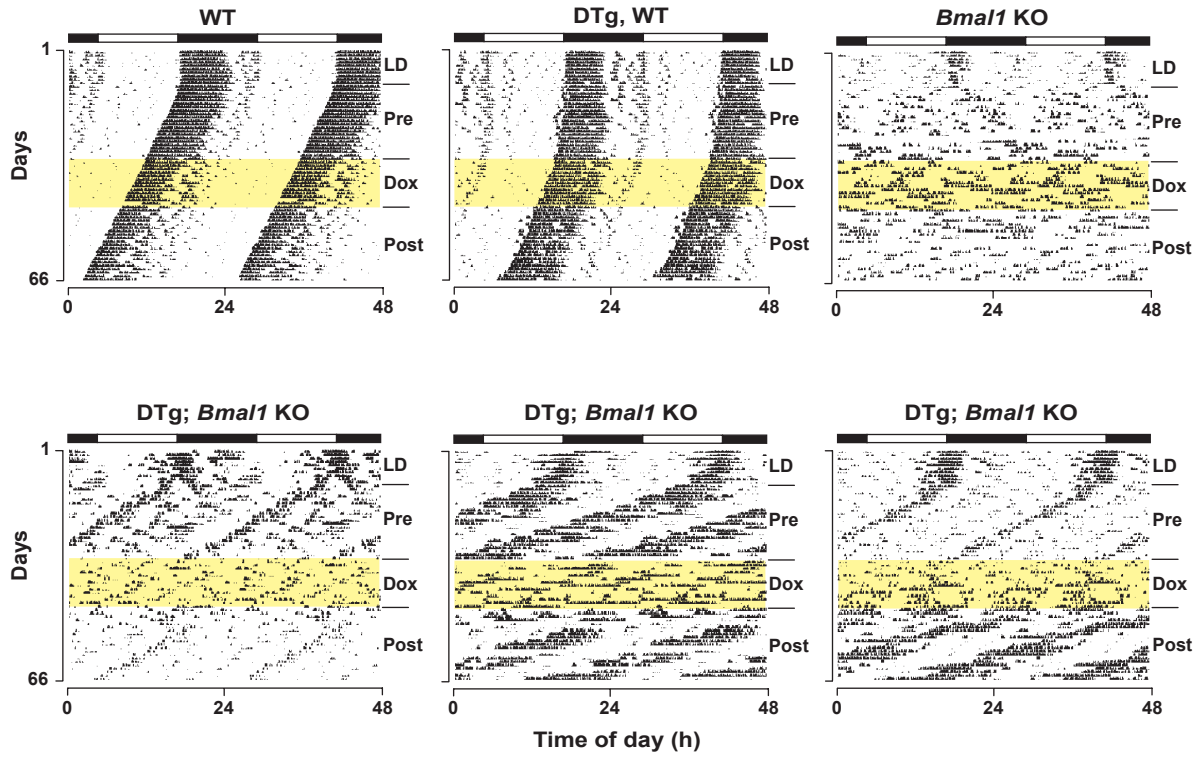 WT
1
LD
Pre
Dox
Post
66
Days
0 24 48
DTg, WT
LD
Pre
Dox
Post
0 24 48
Bmal1 KO
LD
Pre
Dox
Post
0 24 48
DTg; Bmal1 KO
1
LD
Pre
Dox
Post
66
Days
0 24 48
DTg; Bmal1 KO
LD
Pre
Dox
Post
0 24 48
DTg; Bmal1 KO
LD
Pre
Dox
Post
0 24 48
Time of day (h)